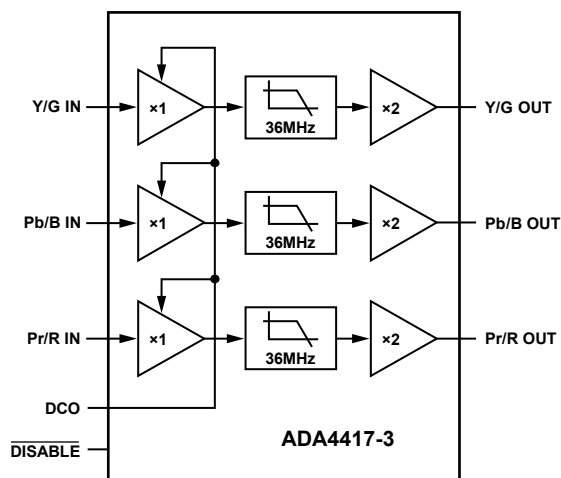 Y/G IN
×1
36MHz
×2
Y/G OUT
Pb/B IN
×1
36MHz
×2
Pb/B OUT
Pr/R IN
×1
36MHz
×2
Pr/R OUT
DCO
DISABLE
ADA4417-3